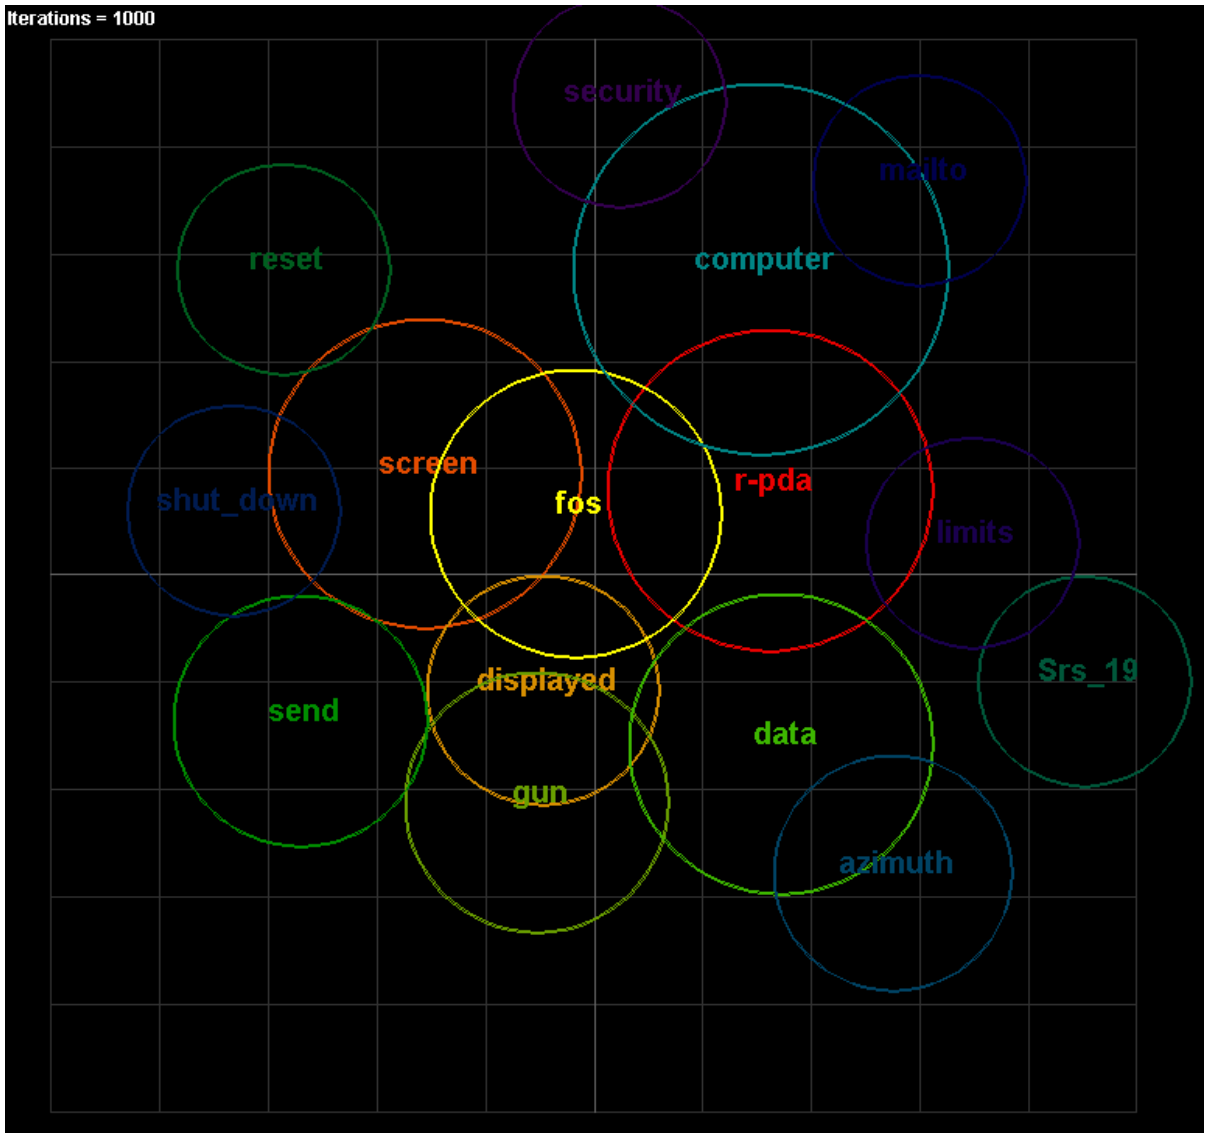 Iterations = 1000
security
mailto
reset
computer
screen
r-pda
shut_down
fos
limits
displayed
Srs_19
send
data
gun
azimuth